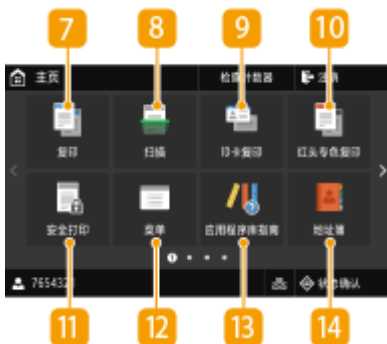 7 8 9 10
主页 检查计数器 注销
复印 扫描 ID卡复印 红头专色复印
安全打印 菜单 应用程序库指南 地址簿
7654321 状态确认
11 12 13 14